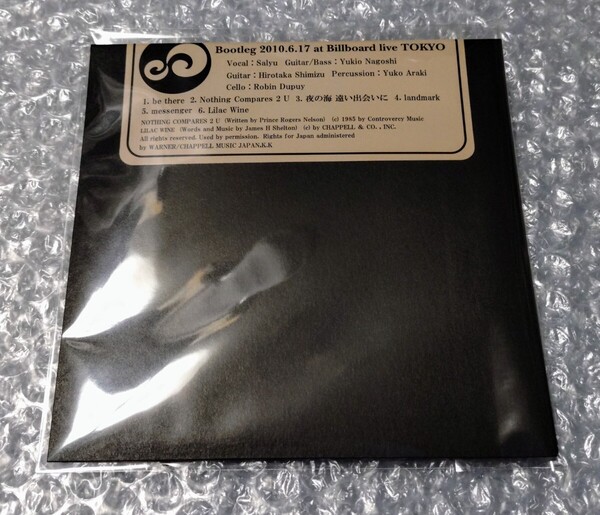 Bootleg 2010.6.17 at Billboard live TOKYO
Vocal : Salyu Guitar/Bass : Yukio Nagoshi
Guitar : Hirotaka Shimizu Percussion : Yuko Araki
Cello : Robin Dupuy
1. be there 2. Nothing Compares 2 U 3. 夜の海 遠い出会いに 4. landmark
5. messenger 6. Lilac Wine
NOTHING COMPARES 2 U (Written by Prince Rogers Nelson) (c) 1985 by Controvercy Music
LILAC WINE (Words and Music by James H Shelton) (c) by CHAPPELL & CO. , INC.
All rights reserved. Used by permission. Rights for Japan administered
by WARNER/CHAPPELL MUSIC JAPAN,K.K